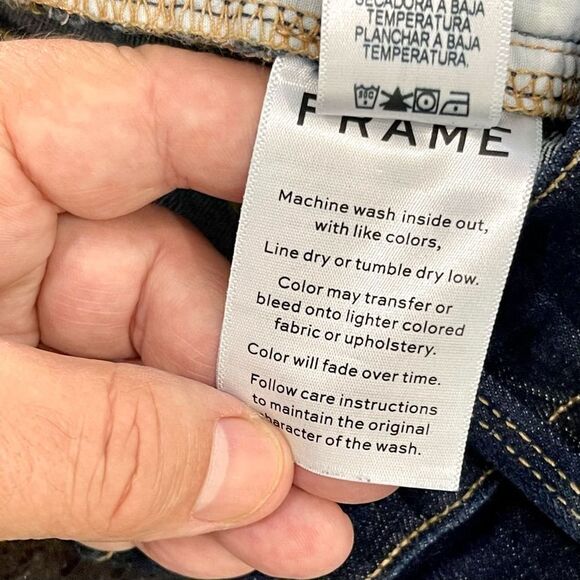 SECADORA A BAJA
TEMPERATURA
PLANCHAR A BAJA
TEMPERATURA.
FRAME
Machine wash inside out,
with like colors,
Line dry or tumble dry low.
Color may transfer or
bleed onto lighter colored
fabric or upholstery.
Color will fade over time.
Follow care instructions
to maintain the original
character of the wash.